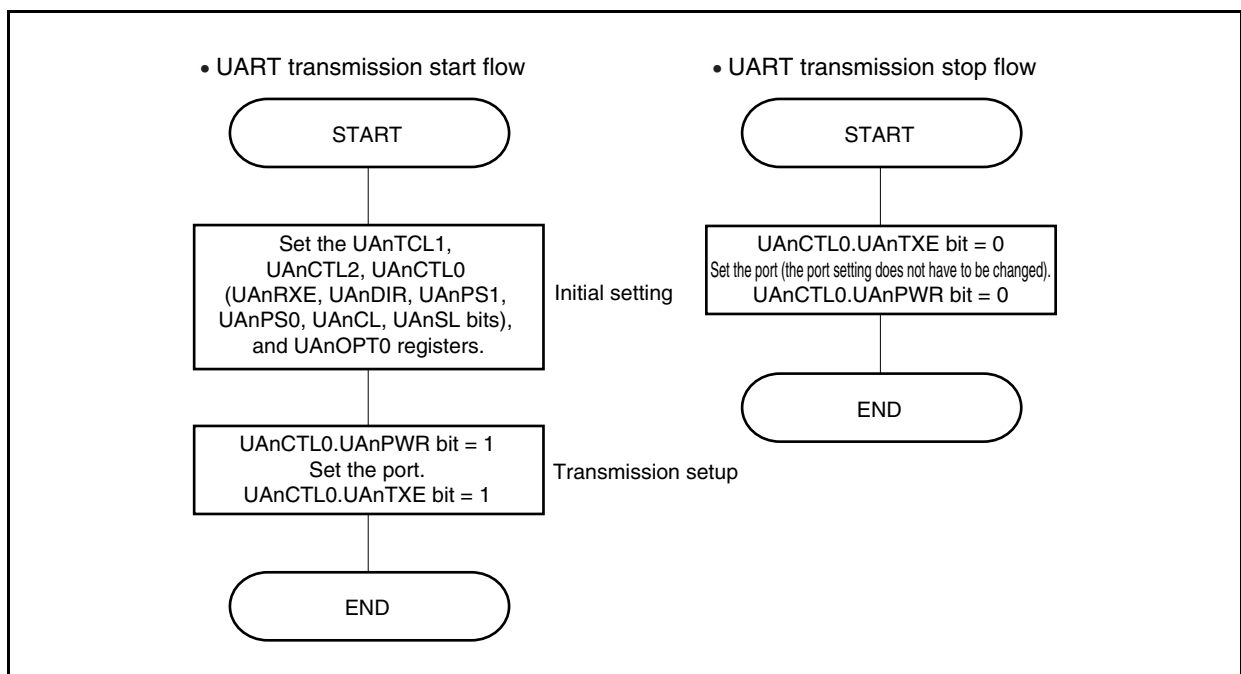 • UART transmission start flow
START
Set the UAnTCL1,
UAnCTL2, UAnCTL0
(UAnRXE, UAnDIR, UAnPS1,
UAnPS0, UAnCL, UAnSL bits),
and UAnOPT0 registers.
Initial setting
UAnCTL0.UAnPWR bit = 1
Set the port.
UAnCTL0.UAnTXE bit = 1
Transmission setup
END
• UART transmission stop flow
START
UAnCTL0.UAnTXE bit = 0
Set the port (the port setting does not have to be changed).
UAnCTL0.UAnPWR bit = 0
END